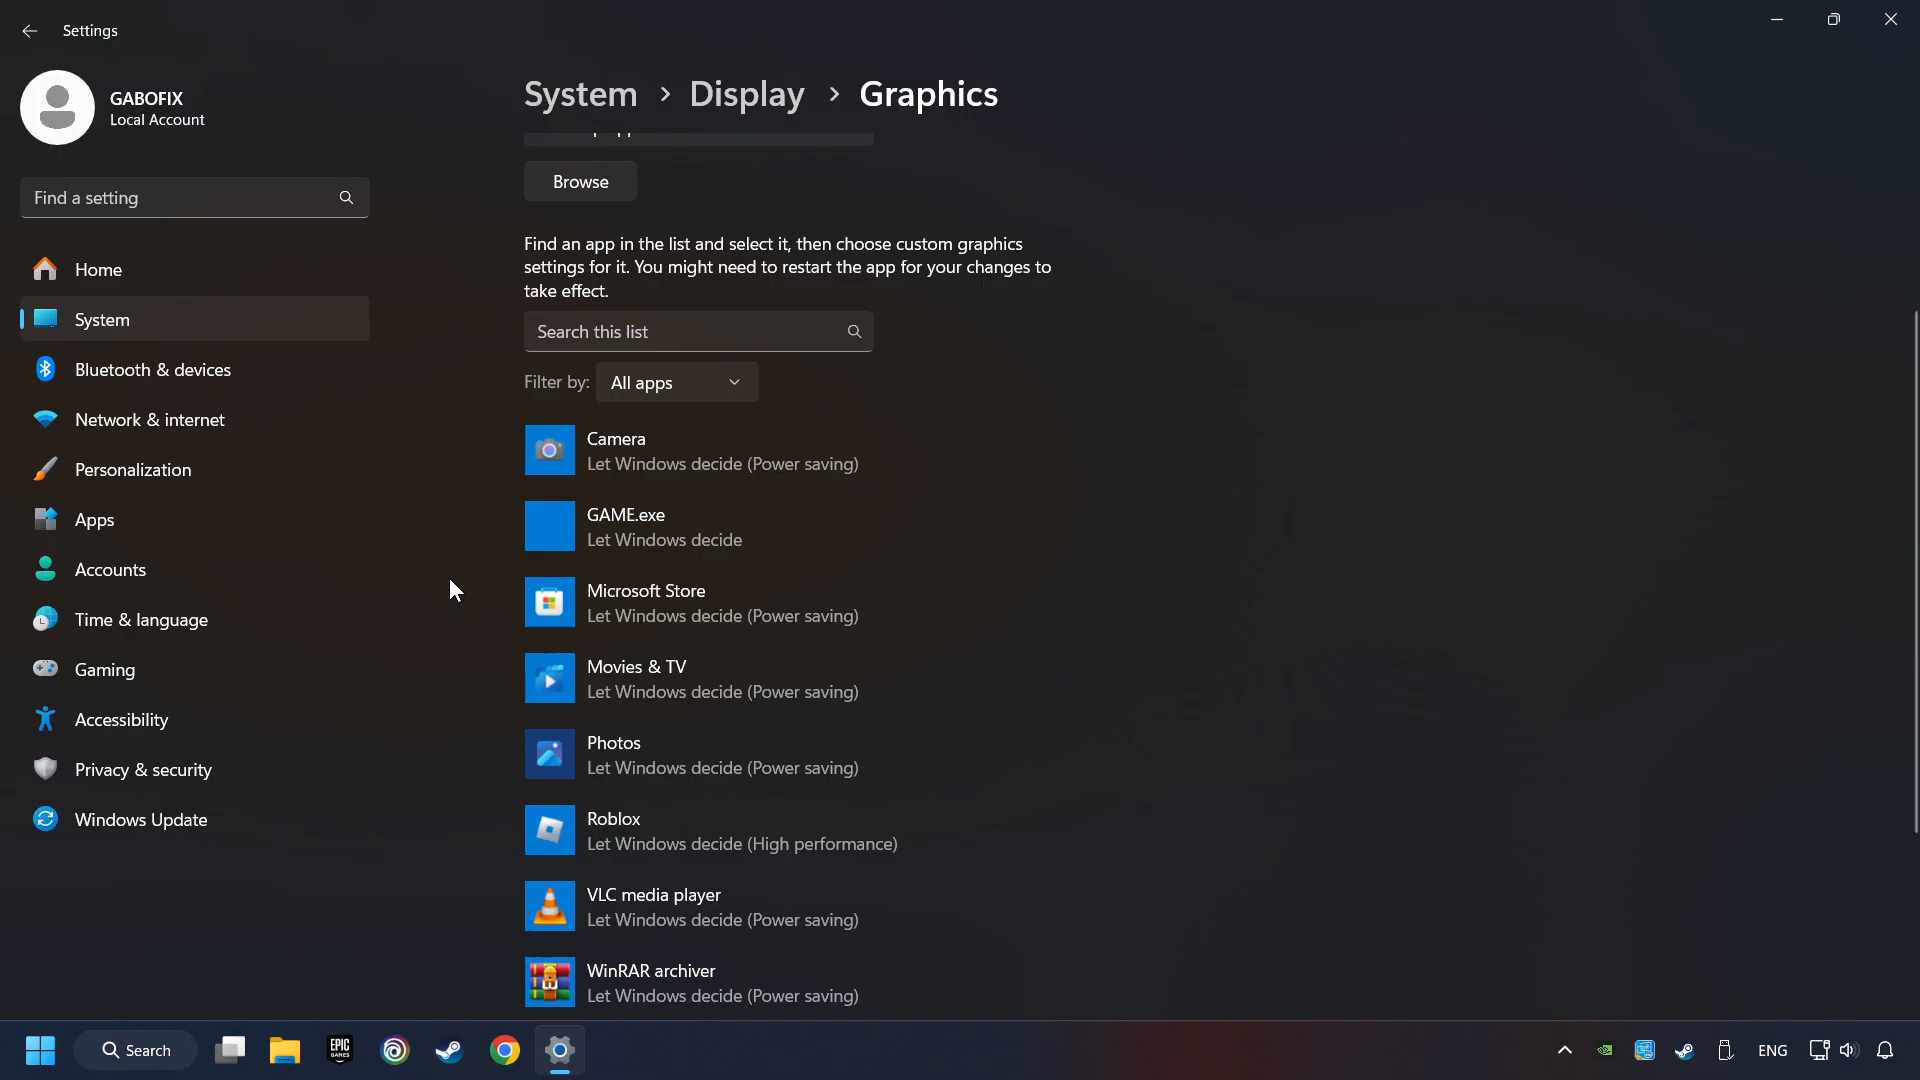 Settings
GABOFIX
Local Account
Find a setting
Home
System
Bluetooth & devices
Network & internet
Personalization
Apps
Accounts
Time & language
Gaming
Accessibility
Privacy & security
Windows Update
System > Display > Graphics
Browse
Find an app in the list and select it, then choose custom graphics
settings for it. You might need to restart the app for your changes to
take effect.
Search this list
Filter by: All apps
Camera
Let Windows decide (Power saving)
GAME.exe
Let Windows decide
Microsoft Store
Let Windows decide (Power saving)
Movies & TV
Let Windows decide (Power saving)
Photos
Let Windows decide (Power saving)
Roblox
Let Windows decide (High performance)
VLC media player
Let Windows decide (Power saving)
WinRAR archiver
Let Windows decide (Power saving)
Search
EPIC
GAMES
ENG